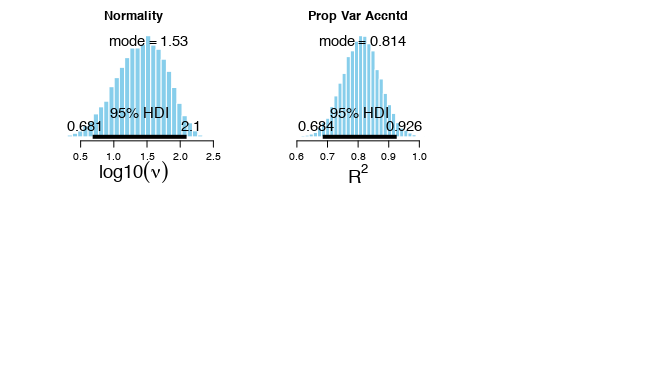 Normality
mode = 1.53
95% HDI
0.681 2.1
0.5 1.0 1.5 2.0 2.5
log10(ν)
Prop Var Accntd
mode = 0.814
95% HDI
0.684 0.926
0.6 0.7 0.8 0.9 1.0
R²